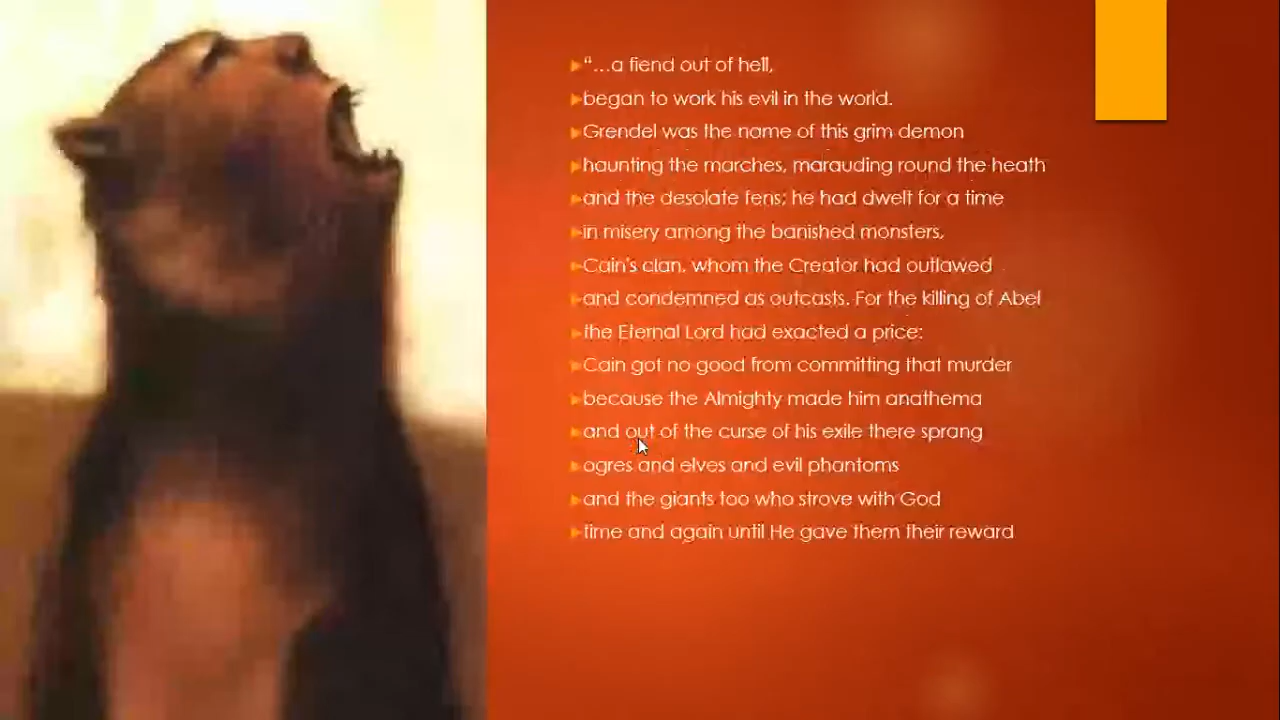 “...a fiend out of hell,
began to work his evil in the world.
Grendel was the name of this grim demon
haunting the marches, marauding round the heath
and the desolate fens; he had dwelt for a time
in misery among the banished monsters,
Cain's clan, whom the Creator had outlawed
and condemned as outcasts. For the killing of Abel
the Eternal Lord had exacted a price:
Cain got no good from committing that murder
because the Almighty made him anathema
and out of the curse of his exile there sprang
ogres and elves and evil phantoms
and the giants too who strove with God
time and again until He gave them their reward